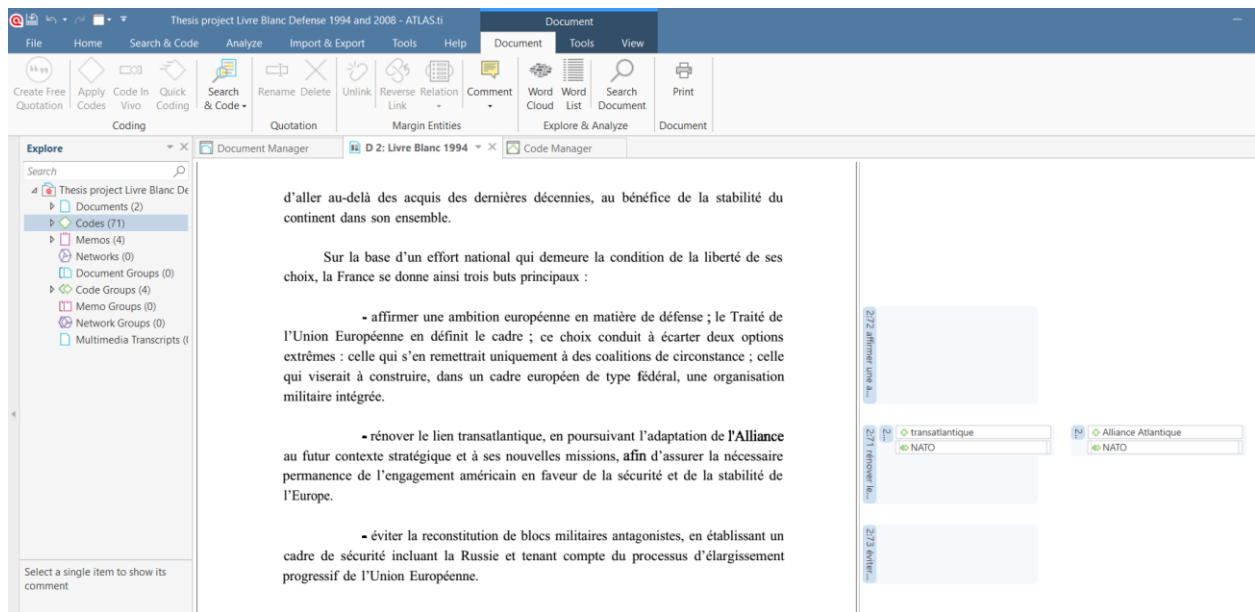 Thesis project Livre Blanc Defense 1994 and 2008 - ATLAS.ti
Document
File Home Search & Code Analyze Import & Export Tools Help Document Tools View
Create Free Quotation
Apply Codes
Code In Vivo
Quick Coding
Search & Code
Rename
Delete
Unlink
Reverse Link
Relation
Comment
Word Cloud
Word List
Search Document
Print
Coding
Quotation
Margin Entities
Explore & Analyze
Document
Explore
Document Manager
D 2: Livre Blanc 1994
Code Manager
Search
Thesis project Livre Blanc De
Documents (2)
Codes (71)
Memos (4)
Networks (0)
Document Groups (0)
Code Groups (4)
Memo Groups (0)
Network Groups (0)
Multimedia Transcripts (
Select a single item to show its
comment
d'aller au-delà des acquis des dernières décennies, au bénéfice de la stabilité du
continent dans son ensemble.
Sur la base d'un effort national qui demeure la condition de la liberté de ses
choix, la France se donne ainsi trois buts principaux :
- affirmer une ambition européenne en matière de défense ; le Traité de
l'Union Européenne en définit le cadre ; ce choix conduit à écarter deux options
extrêmes : celle qui s'en remettrait uniquement à des coalitions de circonstance ; celle
qui viserait à construire, dans un cadre européen de type fédéral, une organisation
militaire intégrée.
- rénover le lien transatlantique, en poursuivant l'adaptation de l'Alliance
au futur contexte stratégique et à ses nouvelles missions, afin d'assurer la nécessaire
permanence de l'engagement américain en faveur de la sécurité et de la stabilité de
l'Europe.
- éviter la reconstitution de blocs militaires antagonistes, en établissant un
cadre de sécurité incluant la Russie et tenant compte du processus d'élargissement
progressif de l'Union Européenne.
2:72 affirmer une a...
2:71 rénover le...
2...
transatlantique
NATO
2...
Alliance Atlantique
NATO
2:73 éviter...